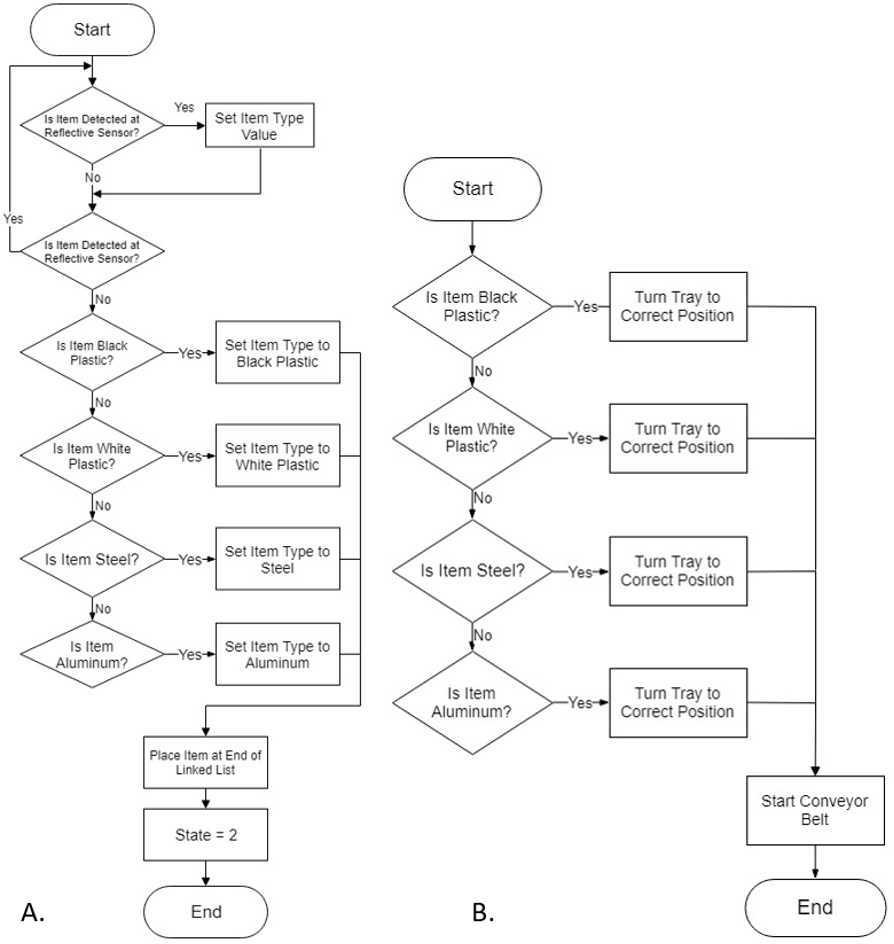 Start
Is Item Detected at
Reflective Sensor?
Yes
Set Item Type
Value
No
Yes
Is Item Detected at
Reflective Sensor?
No
Is Item Black
Plastic?
Yes
Set Item Type to
Black Plastic
No
Is Item White
Plastic?
Yes
Set Item Type to
White Plastic
No
Is Item Steel?
Yes
Set Item Type to
Steel
No
Is Item
Aluminum?
Yes
Set Item Type to
Aluminum
Place Item at End of
Linked List
State = 2
End
A.
Start
Is Item Black
Plastic?
Yes
Turn Tray to
Correct Position
No
Is Item White
Plastic?
Yes
Turn Tray to
Correct Position
No
Is Item Steel?
Yes
Turn Tray to
Correct Position
No
Is Item
Aluminum?
Yes
Turn Tray to
Correct Position
Start Conveyor
Belt
End
B.